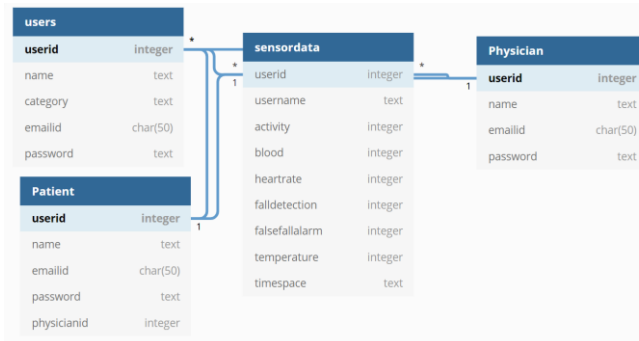 users
userid integer
name text
category text
emailid char(50)
password text
Patient
userid integer
name text
emailid char(50)
password text
physicianid integer
*
1
*
1
sensordata
userid integer
username text
activity integer
blood integer
heartrate integer
falldetection integer
falsefallalarm integer
temperature integer
timespace text
*
1
Physician
userid integer
name text
emailid char(50)
password text